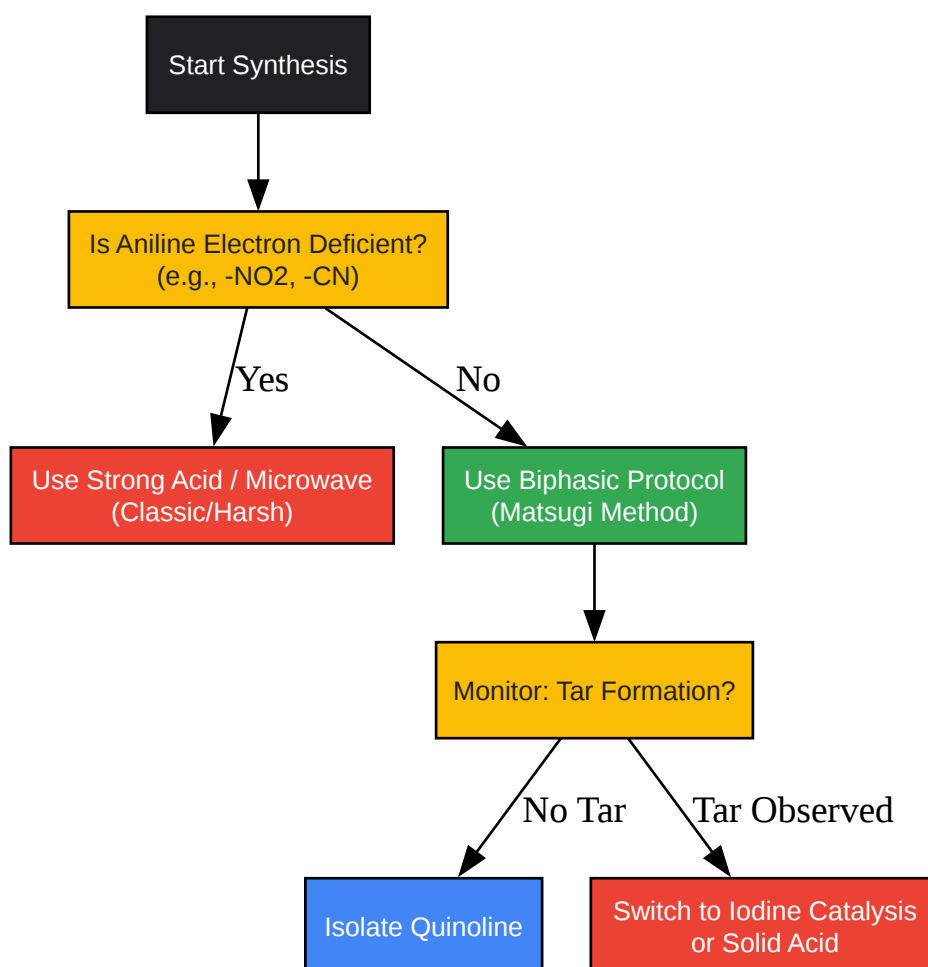 Start Synthesis
Is Aniline Electron Deficient?
(e.g., -NO2, -CN)
Yes
No
Use Strong Acid / Microwave
(Classic/Harsh)
Use Biphasic Protocol
(Matsugi Method)
Monitor: Tar Formation?
No Tar
Tar Observed
Isolate Quinoline
Switch to Iodine Catalysis
or Solid Acid